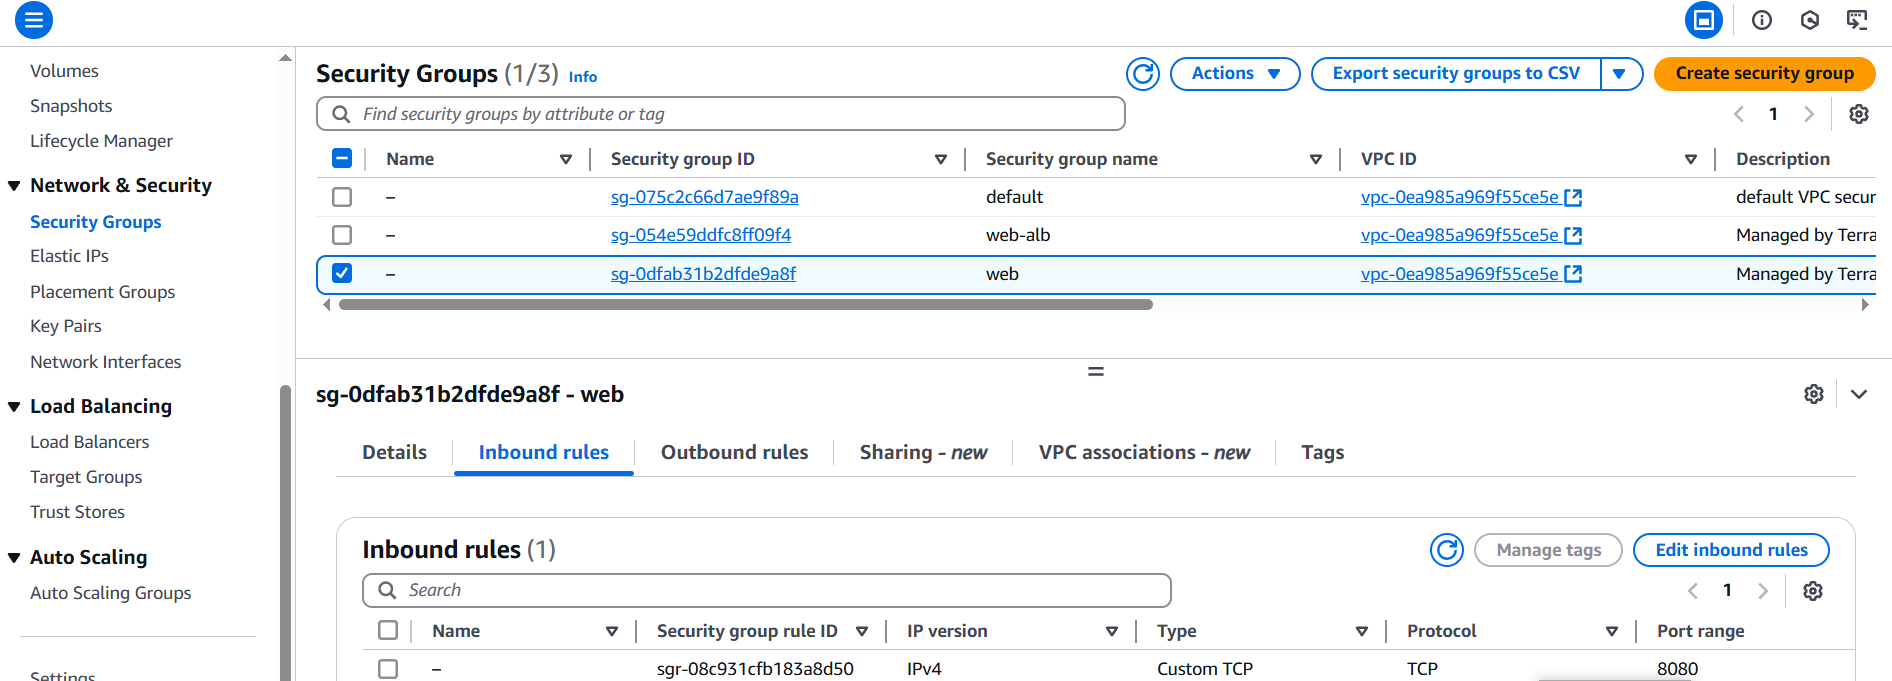 Volumes
Snapshots
Lifecycle Manager
Network & Security
Security Groups
Elastic IPs
Placement Groups
Key Pairs
Network Interfaces
Load Balancing
Load Balancers
Target Groups
Trust Stores
Auto Scaling
Auto Scaling Groups
Settings
Security Groups (1/3) Info
Actions
Export security groups to CSV
Create security group
Find security groups by attribute or tag
1
Name Security group ID Security group name VPC ID Description
– sg-075c2c66d7ae9f89a default vpc-0ea985a969f55ce5e default VPC secur
– sg-054e59ddfc8ff09f4 web-alb vpc-0ea985a969f55ce5e Managed by Terra
– sg-0dfab31b2dfde9a8f web vpc-0ea985a969f55ce5e Managed by Terra
sg-0dfab31b2dfde9a8f - web
Details Inbound rules Outbound rules Sharing - new VPC associations - new Tags
Inbound rules (1)
Manage tags
Edit inbound rules
Search
1
Name Security group rule ID IP version Type Protocol Port range
– sgr-08c931cfb183a8d50 IPv4 Custom TCP TCP 8080